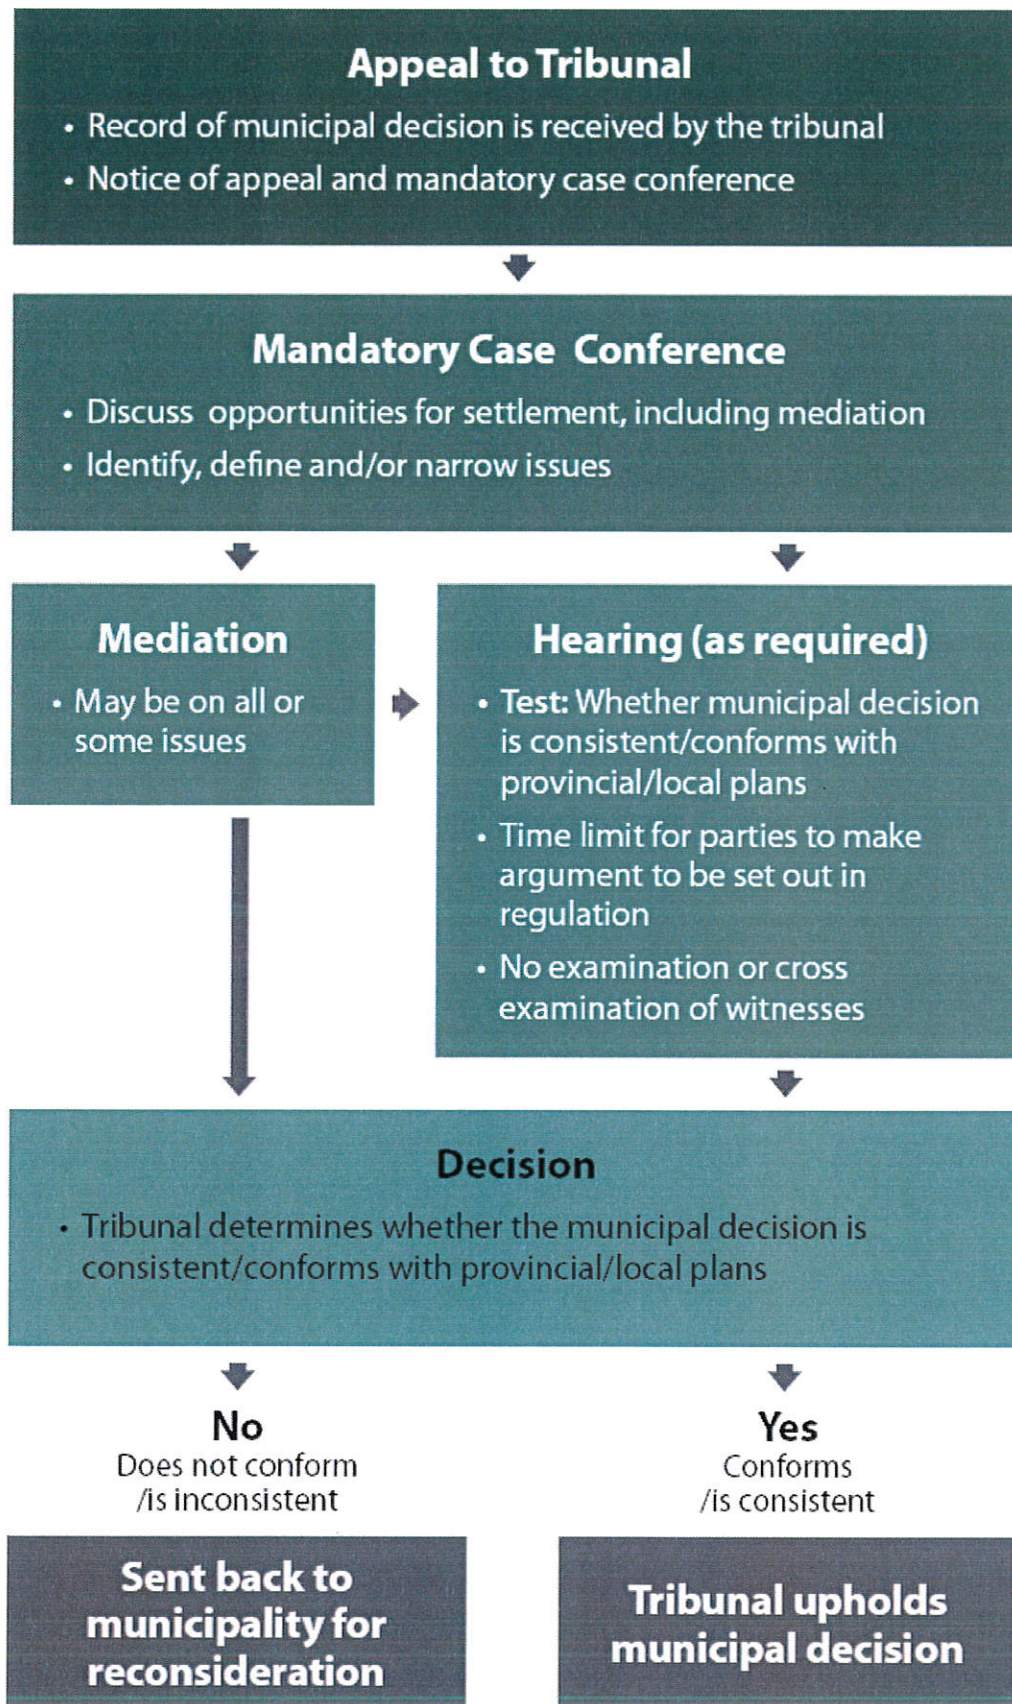 Appeal to Tribunal
• Record of municipal decision is received by the tribunal
• Notice of appeal and mandatory case conference
Mandatory Case Conference
• Discuss opportunities for settlement, including mediation
• Identify, define and/or narrow issues
Mediation
• May be on all or
some issues
Hearing (as required)
• Test: Whether municipal decision
is consistent/conforms with
provincial/local plans
• Time limit for parties to make
argument to be set out in
regulation
• No examination or cross
examination of witnesses
Decision
• Tribunal determines whether the municipal decision is
consistent/conforms with provincial/local plans
No
Does not conform
/is inconsistent
Yes
Conforms
/is consistent
Sent back to
municipality for
reconsideration
Tribunal upholds
municipal decision